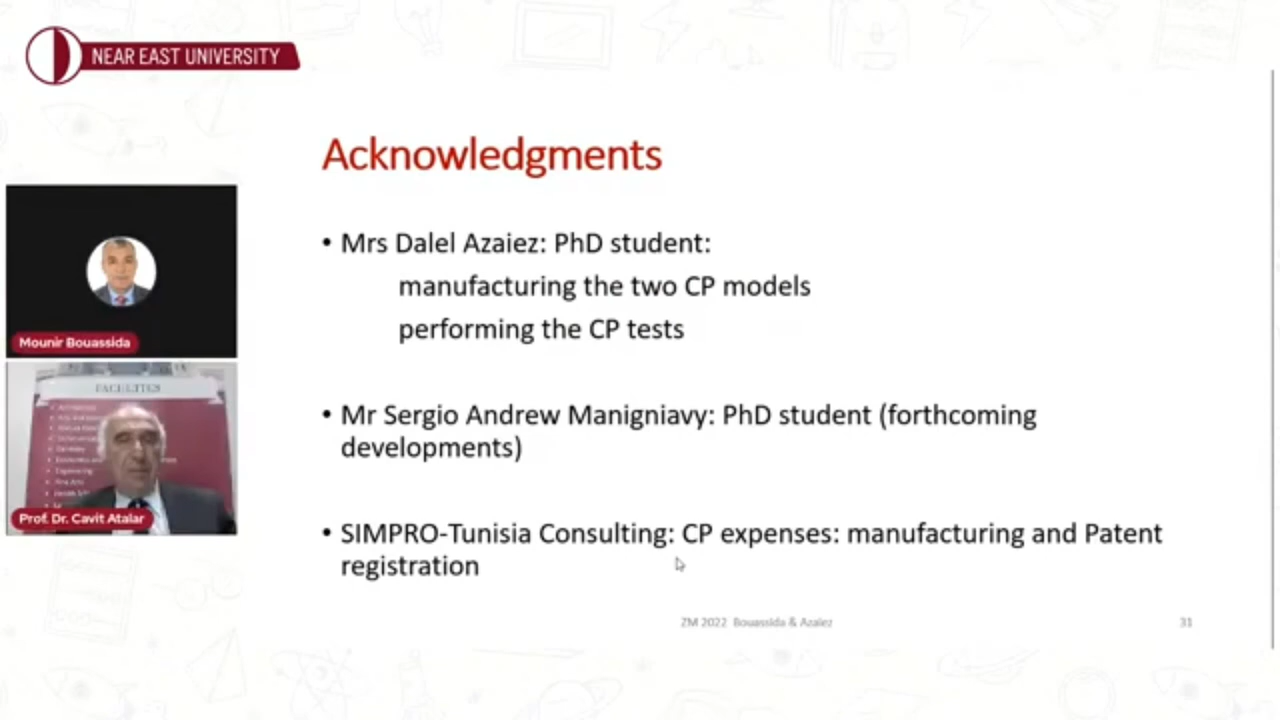 NEAR EAST UNIVERSITY
Acknowledgments
• Mrs Dalel Azaiez: PhD student:
manufacturing the two CP models
performing the CP tests
• Mr Sergio Andrew Manigniavy: PhD student (forthcoming
developments)
• SIMPRO-Tunisia Consulting: CP expenses: manufacturing and Patent
registration
ZM 2022 Bouassida & Azaiez
31
Mounir Bouassida
FACULTIES
Prof. Dr. Cavit Atalar